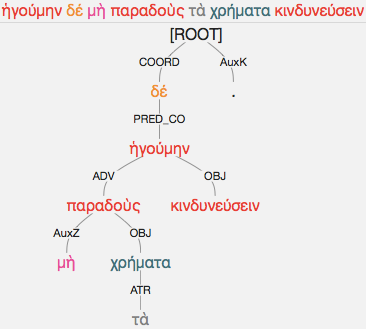 ἡγούμην δέ μὴ παραδοὺς τὰ χρήματα κινδυνεύσειν
[ROOT]
COORD AuxK
δέ .
PRED_CO
ἡγούμην
ADV OBJ
παραδοὺς κινδυνεύσειν
AuxZ OBJ
μὴ χρήματα
ATR
τὰ